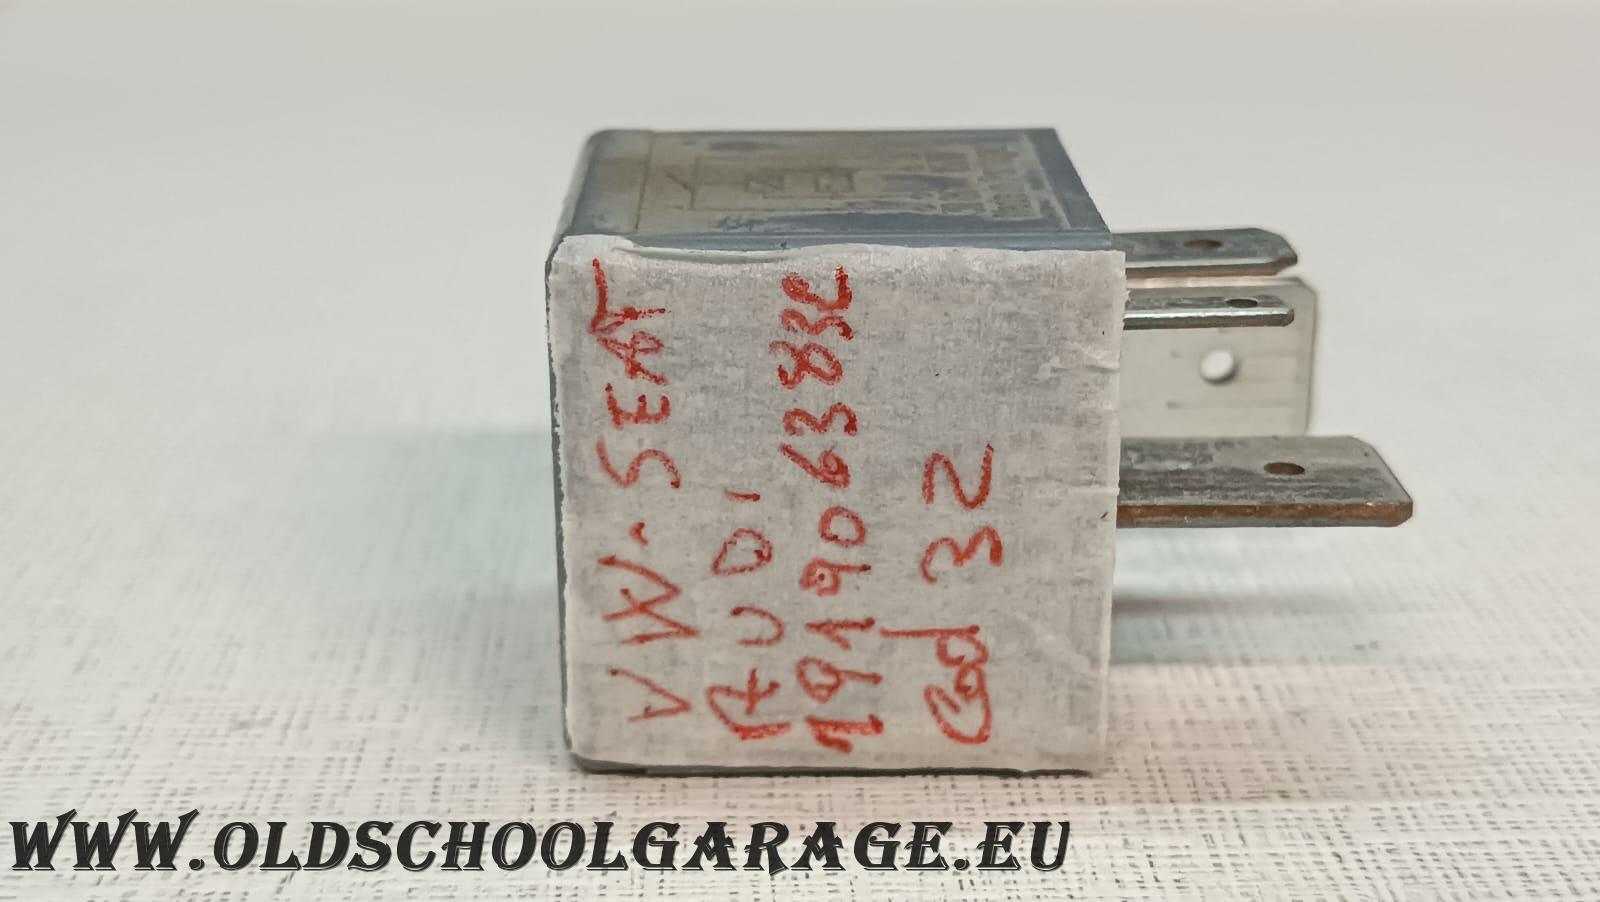 VW-SEAT
AUDI
191906383C
Cod 32
WWW.OLDSCHOOLGARAGE.EU